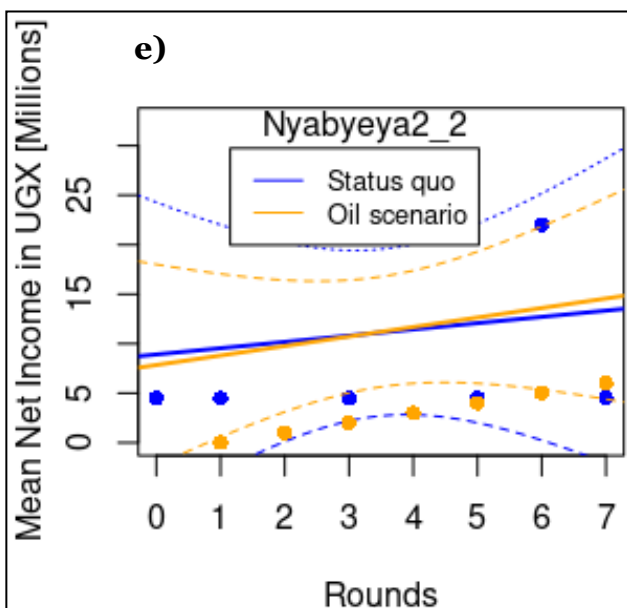 e)
Nyabyeya2_2
Status quo
Oil scenario
Mean Net Income in UGX [Millions]
25
15
5
0
0 1 2 3 4 5 6 7
Rounds